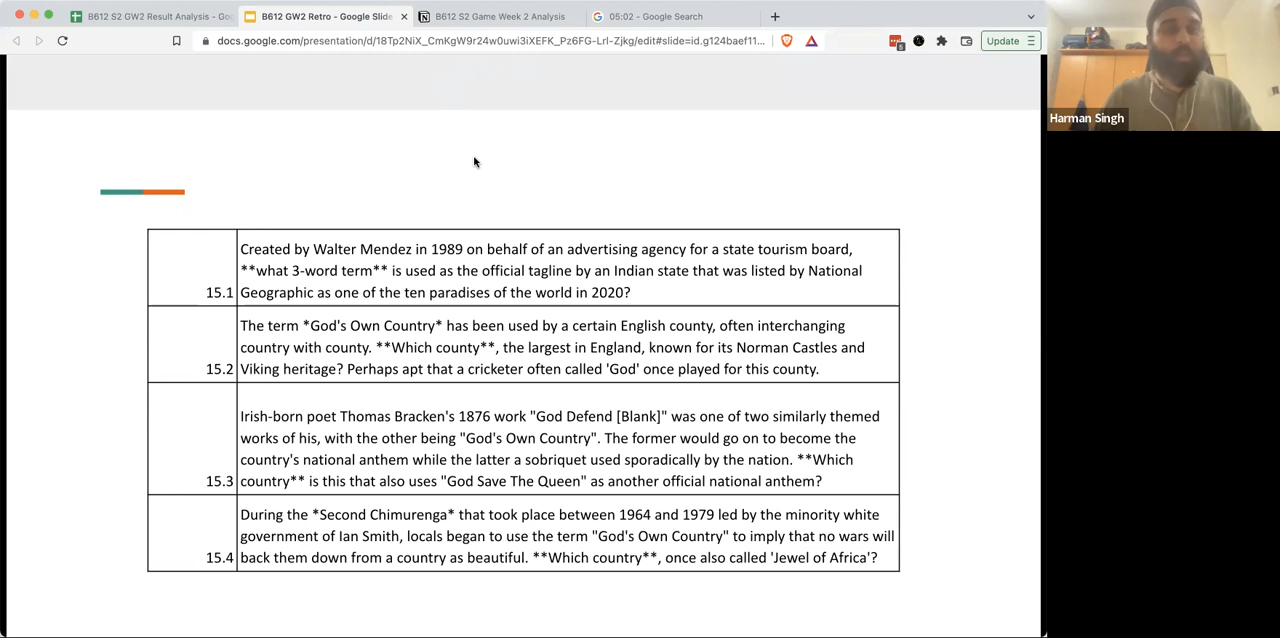 B612 S2 GW2 Result Analysis - Goo
B612 GW2 Retro - Google Slide
B612 S2 Game Week 2 Analysis
05:02 - Google Search
docs.google.com/presentation/d/18Tp2NiX_CmKgW9r24w0uwi3iXEFK_Pz6FG-LrI-Zjkg/edit#slide=id.g124baef11...
5
Update
Harman Singh
Created by Walter Mendez in 1989 on behalf of an advertising agency for a state tourism board,
**what 3-word term** is used as the official tagline by an Indian state that was listed by National
15.1 Geographic as one of the ten paradises of the world in 2020?
The term *God's Own Country* has been used by a certain English county, often interchanging
country with county. **Which county**, the largest in England, known for its Norman Castles and
15.2 Viking heritage? Perhaps apt that a cricketer often called 'God' once played for this county.
Irish-born poet Thomas Bracken's 1876 work "God Defend [Blank]" was one of two similarly themed
works of his, with the other being "God's Own Country". The former would go on to become the
country's national anthem while the latter a sobriquet used sporadically by the nation. **Which
15.3 country** is this that also uses "God Save The Queen" as another official national anthem?
During the *Second Chimurenga* that took place between 1964 and 1979 led by the minority white
government of Ian Smith, locals began to use the term "God's Own Country" to imply that no wars will
15.4 back them down from a country as beautiful. **Which country**, once also called 'Jewel of Africa'?